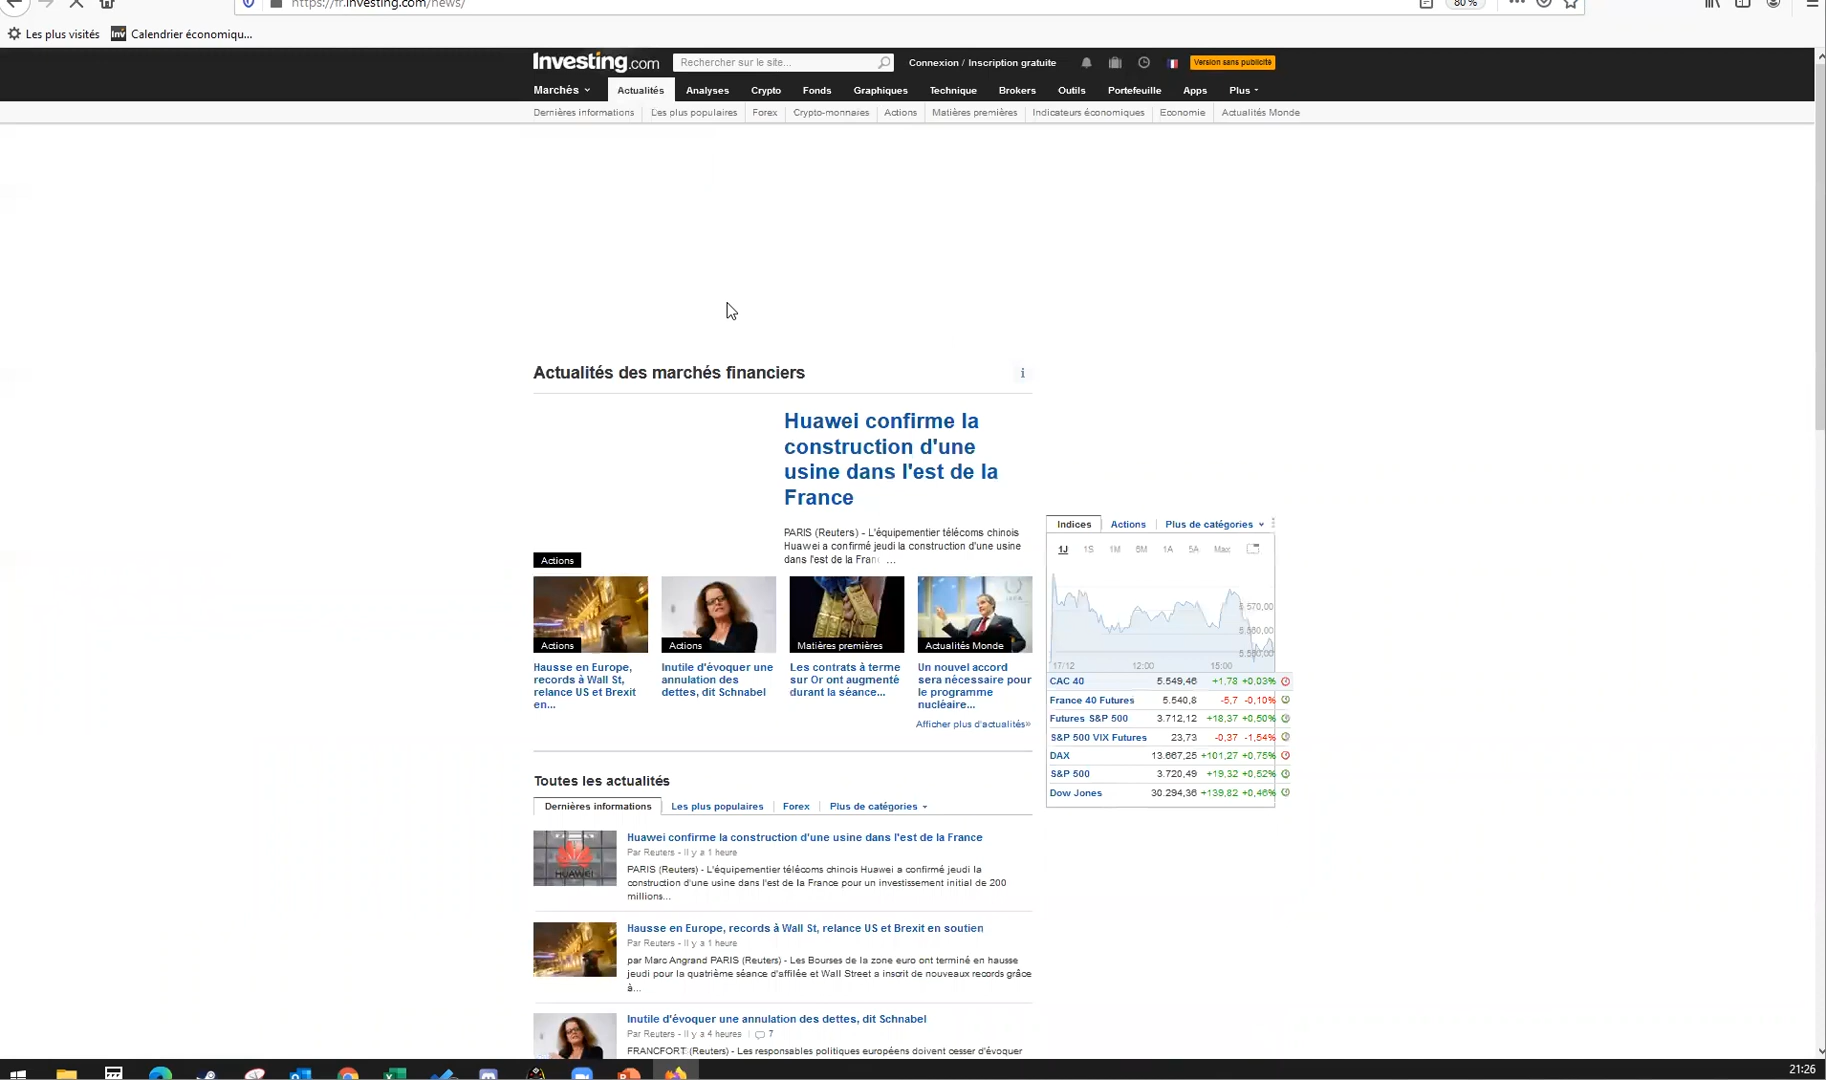 https://fr.investing.com/news/
80 %
Les plus visités
Calendrier économiqu...
Investing.com
Rechercher sur le site...
Connexion / Inscription gratuite
Version sans publicité
Marchés
Actualités
Analyses
Crypto
Fonds
Graphiques
Technique
Brokers
Outils
Portefeuille
Apps
Plus
Dernières informations
Les plus populaires
Forex
Crypto-monnaies
Actions
Matières premières
Indicateurs économiques
Economie
Actualités Monde
Actualités des marchés financiers
i
Huawei confirme la
construction d'une
usine dans l'est de la
France
PARIS (Reuters) - L'équipementier télécoms chinois
Huawei a confirmé jeudi la construction d'une usine
dans l'est de la Fran ...
Actions
Actions
Actions
Matières premières
Actualités Monde
Hausse en Europe,
records à Wall St,
relance US et Brexit
en...
Inutile d'évoquer une
annulation des
dettes, dit Schnabel
Les contrats à terme
sur Or ont augmenté
durant la séance...
Un nouvel accord
sera nécessaire pour
le programme
nucléaire...
Afficher plus d'actualités»
Indices
Actions
Plus de catégories
1J 1S 1M 5M 1A 5A Max
5 570,00
17/12 12:00 15:00
CAC 40 5.549,46 +1,78 +0,03%
France 40 Futures 5.540,8 -5,7 -0,10%
Futures S&P 500 3.712,12 +18,37 +0,50%
S&P 500 VIX Futures 23,73 -0,37 -1,54%
DAX 13.667,25 +101,27 +0,75%
S&P 500 3.720,49 +19,32 +0,52%
Dow Jones 30.294,36 +139,82 +0,46%
Toutes les actualités
Dernières informations
Les plus populaires
Forex
Plus de catégories
Huawei confirme la construction d'une usine dans l'est de la France
Par Reuters - Il y a 1 heure
PARIS (Reuters) - L'équipementier télécoms chinois Huawei a confirmé jeudi la
construction d'une usine dans l'est de la France pour un investissement initial de 200
millions...
HUAWEI
Hausse en Europe, records à Wall St, relance US et Brexit en soutien
Par Reuters - Il y a 1 heure
par Marc Angrand PARIS (Reuters) - Les Bourses de la zone euro ont terminé en hausse
jeudi pour la quatrième séance d'affilée et Wall Street a inscrit de nouveaux records grâce
à...
Inutile d'évoquer une annulation des dettes, dit Schnabel
Par Reuters - Il y a 4 heures
7
FRANCFORT (Reuters) - Les responsables politiques européens doivent cesser d'évoquer
21:26